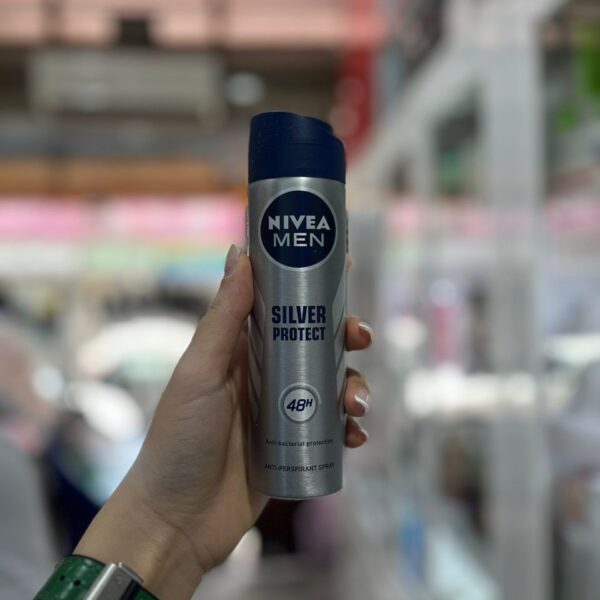 NIVEA
MEN
SILVER
PROTECT
48H
Anti-bacterial protection
ANTI-PERSPIRANT SPRAY